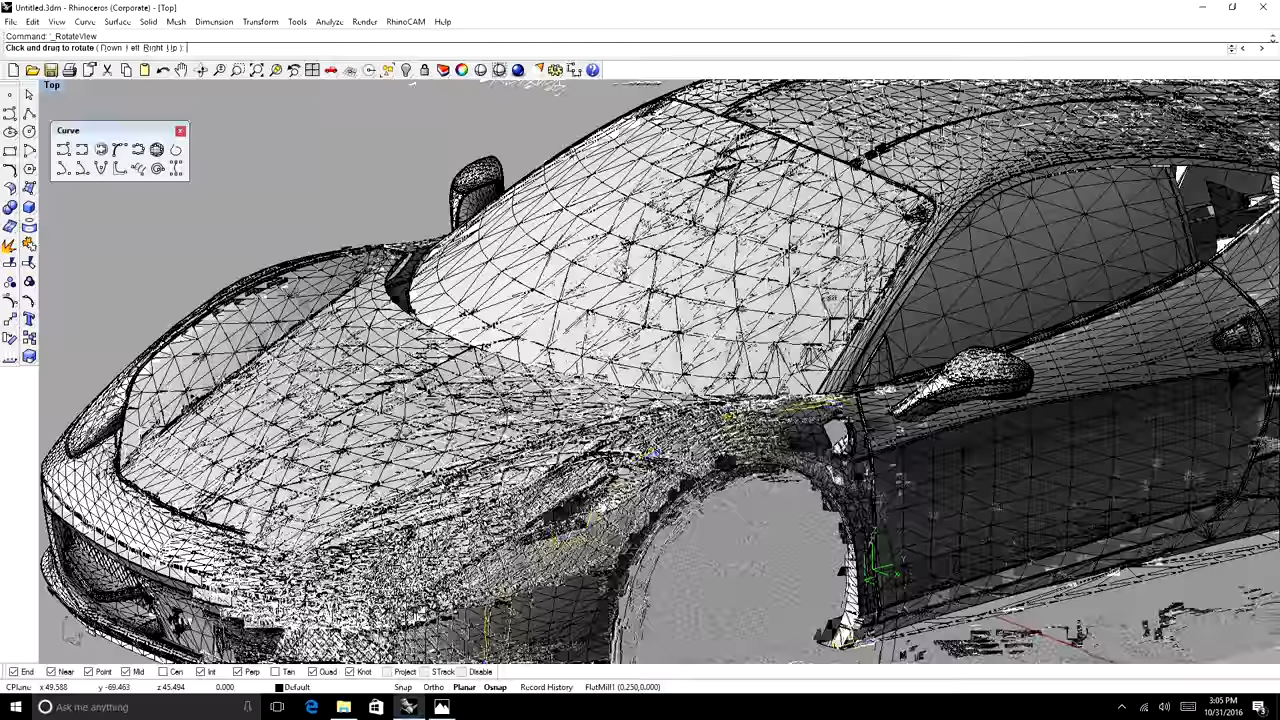 Untitled.3dm - Rhinoceros (Corporate) - [Top]
File Edit View Curve Surface Solid Mesh Dimension Transform Tools Analyze Render RhinoCAM Help
Command: '_RotateView
Click and drag to rotate ( Down Left Right Up ):
Top
Curve
End Near Point Mid Cen Int Perp Tan Quad Knot Project STrack Disable
CPlane x 49.588 y -69.463 z 45.494 0.000 Default Snap Ortho Planar Osnap Record History FlatMill1 (0.250,0.000)
Ask me anything
3:05 PM
10/31/2016